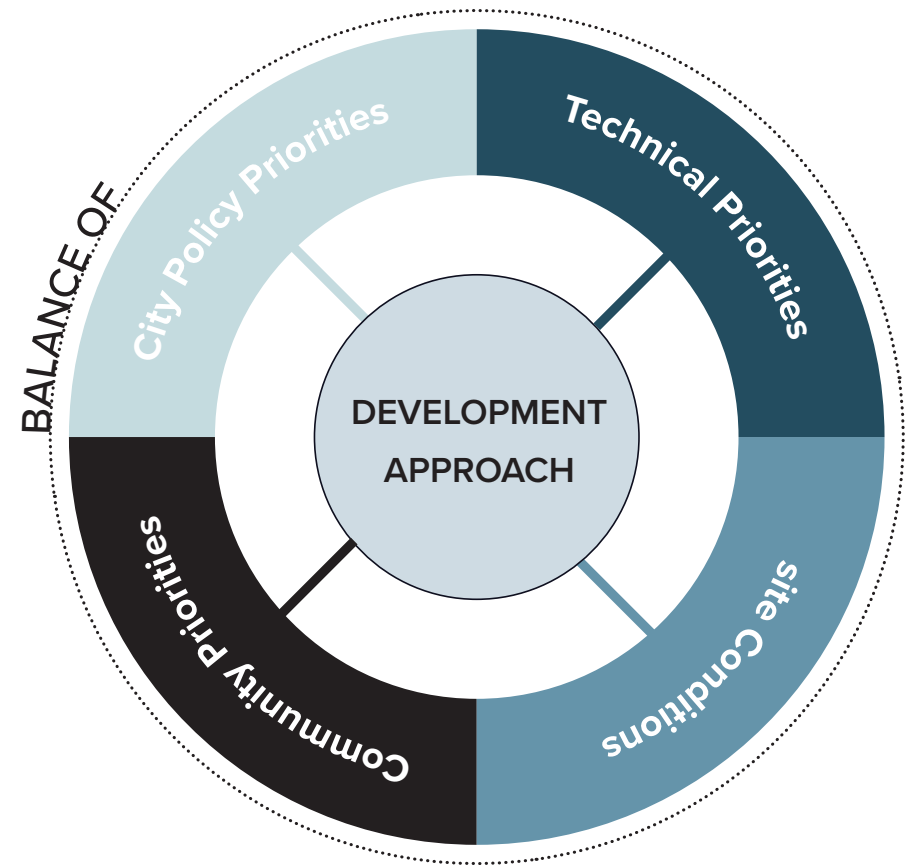 BALANCE OF
City Policy Priorities
Technical Priorities
site Conditions
Community Priorities
DEVELOPMENT
APPROACH